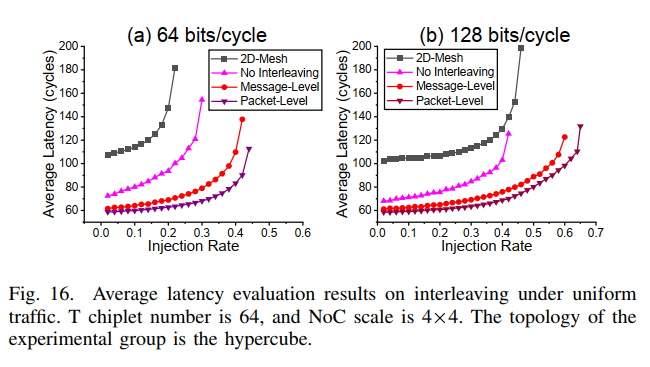 (a) 64 bits/cycle
Average Latency (cycles)
200
180
160
140
120
100
80
60
2D-Mesh
No Interleaving
Message-Level
Packet-Level
0.0 0.1 0.2 0.3 0.4 0.5 0.6
Injection Rate
(b) 128 bits/cycle
Average Latency (cycles)
200
180
160
140
120
100
80
60
2D-Mesh
No Interleaving
Message-Level
Packet-Level
0.0 0.1 0.2 0.3 0.4 0.5 0.6 0.7
Injection Rate
Fig. 16. Average latency evaluation results on interleaving under uniform
traffic. T chiplet number is 64, and NoC scale is 4×4. The topology of the
experimental group is the hypercube.